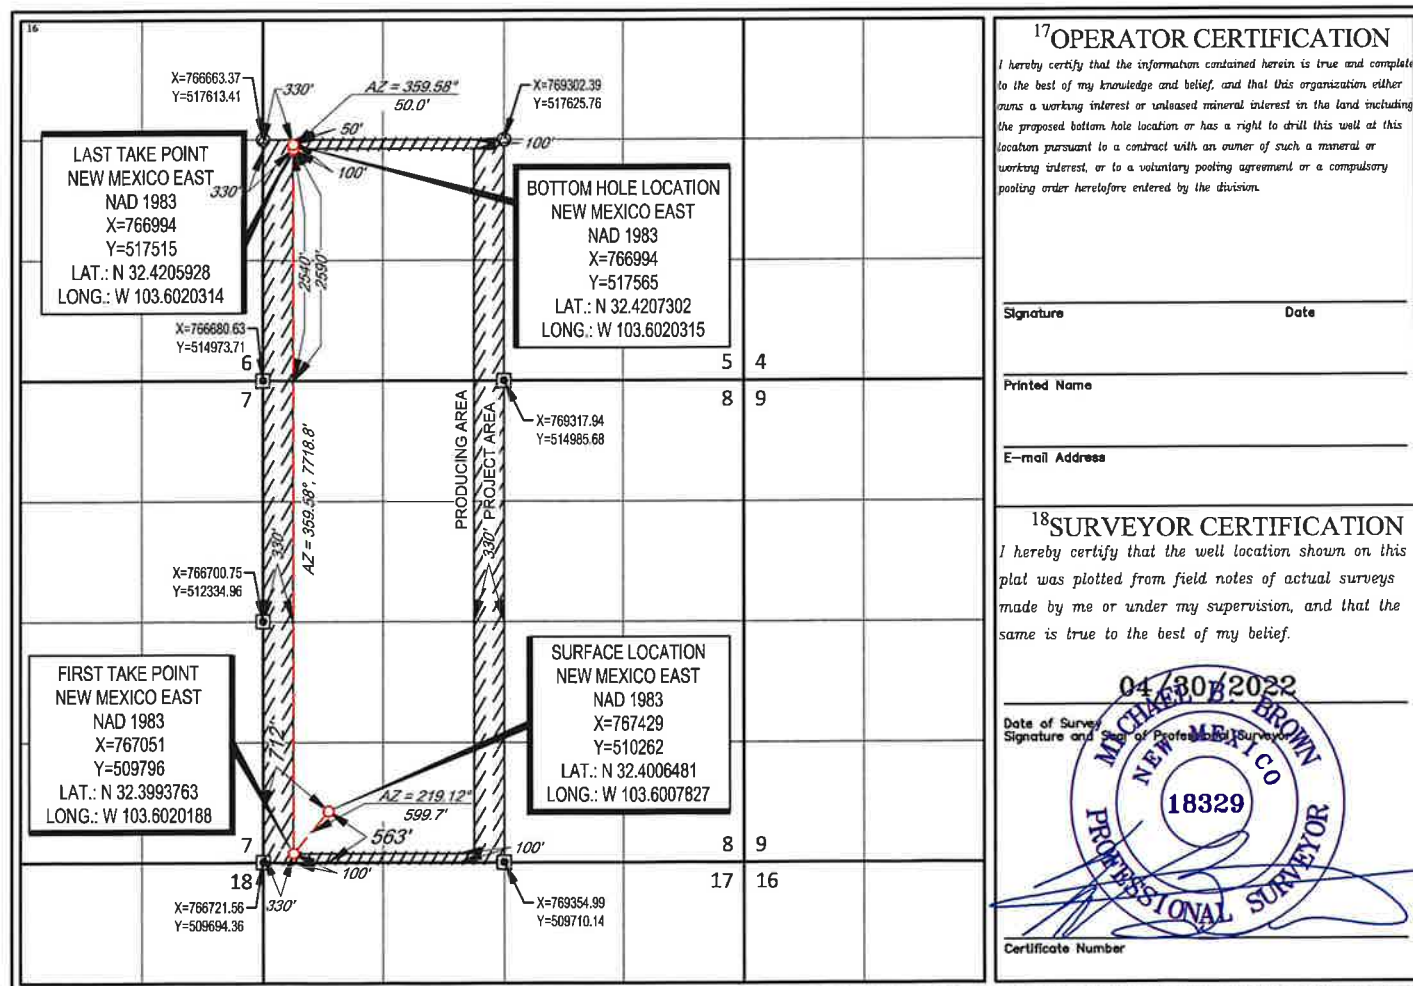 16
X=766663.37
Y=517613.41
330'
AZ = 359.58°
50.0'
X=769302.39
Y=517625.76
50'
100'
100'
330'
LAST TAKE POINT
NEW MEXICO EAST
NAD 1983
X=766994
Y=517515
LAT.: N 32.4205928
LONG.: W 103.6020314
BOTTOM HOLE LOCATION
NEW MEXICO EAST
NAD 1983
X=766994
Y=517565
LAT.: N 32.4207302
LONG.: W 103.6020315
2540'
2590'
X=766680.63
Y=514973.71
6
5 4
7
8 9
X=769317.94
Y=514985.68
PRODUCING AREA
PROJECT AREA
AZ = 359.58°, 7718.8'
330'
330'
X=766700.75
Y=512334.96
FIRST TAKE POINT
NEW MEXICO EAST
NAD 1983
X=767051
Y=509796
LAT.: N 32.3993763
LONG.: W 103.6020188
SURFACE LOCATION
NEW MEXICO EAST
NAD 1983
X=767429
Y=510262
LAT.: N 32.4006481
LONG.: W 103.6007827
712'
AZ = 219.12°
599.7'
563'
100'
100'
7
8 9
18
17 16
330'
X=766721.56
Y=509694.36
X=769354.99
Y=509710.14
17OPERATOR CERTIFICATION
I hereby certify that the information contained herein is true and complete
to the best of my knowledge and belief, and that this organization either
owns a working interest or unleased mineral interest in the land including
the proposed bottom hole location or has a right to drill this well at this
location pursuant to a contract with an owner of such a mineral or
working interest, or to a voluntary pooling agreement or a compulsory
pooling order heretofore entered by the division.
Signature Date
Printed Name
E-mail Address
18SURVEYOR CERTIFICATION
I hereby certify that the well location shown on this
plat was plotted from field notes of actual surveys
made by me or under my supervision, and that the
same is true to the best of my belief.
04/30/2022
Date of Survey
Signature and Seal of Professional Surveyor
MICHAEL B. BROWN
NEW MEXICO
18329
PROFESSIONAL SURVEYOR
Certificate Number